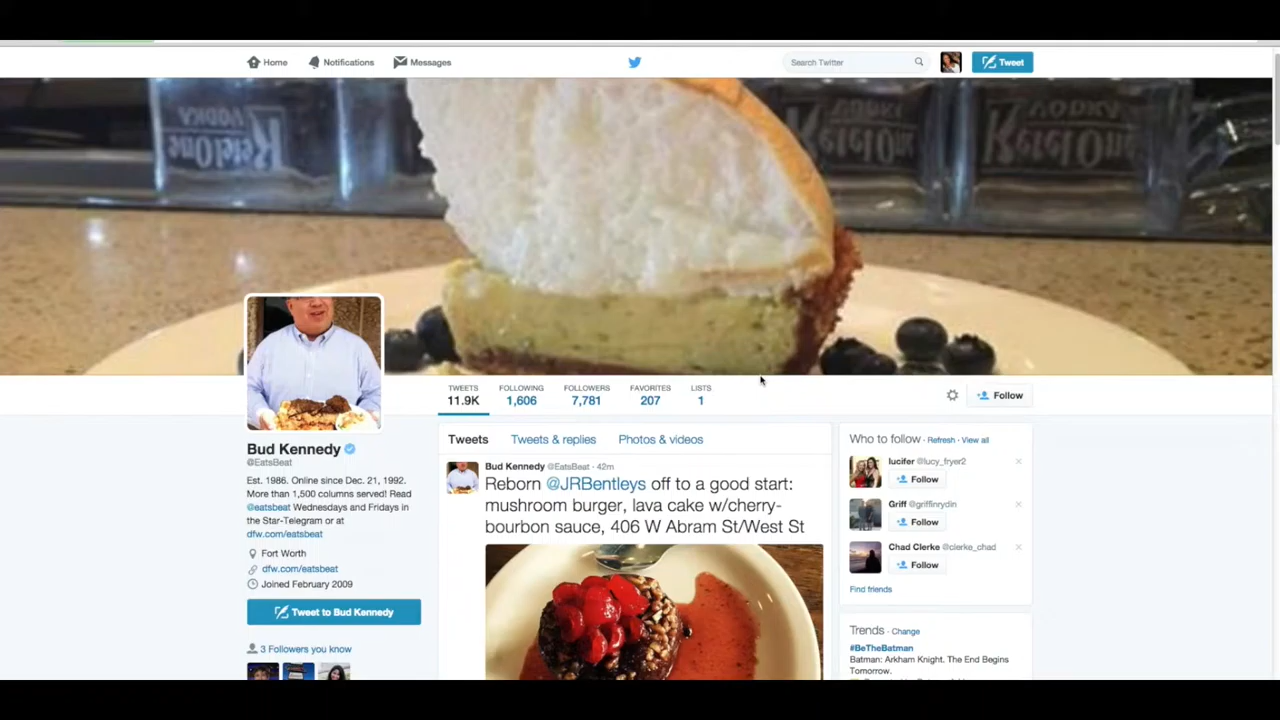 Home Notifications Messages Search Twitter Tweet
VODKA
Ketel One
VODKA
Ketel One
TWEETS FOLLOWING FOLLOWERS FAVORITES LISTS
11.9K 1,606 7,781 207 1
Follow
Bud Kennedy
@EatsBeat
Est. 1986. Online since Dec. 21, 1992.
More than 1,500 columns served! Read
@eatsbeat Wednesdays and Fridays in
the Star-Telegram or at
dfw.com/eatsbeat
Fort Worth
dfw.com/eatsbeat
Joined February 2009
Tweet to Bud Kennedy
3 Followers you know
Tweets Tweets & replies Photos & videos
Bud Kennedy @EatsBeat · 42m
Reborn @JRBentleys off to a good start:
mushroom burger, lava cake w/cherry-
bourbon sauce, 406 W Abram St/West St
Who to follow · Refresh · View all
lucifer @lucy_fryer2
Follow
Griff @griffinrydin
Follow
Chad Clerke @clerke_chad
Follow
Find friends
Trends · Change
#BeTheBatman
Batman: Arkham Knight. The End Begins
Tomorrow.